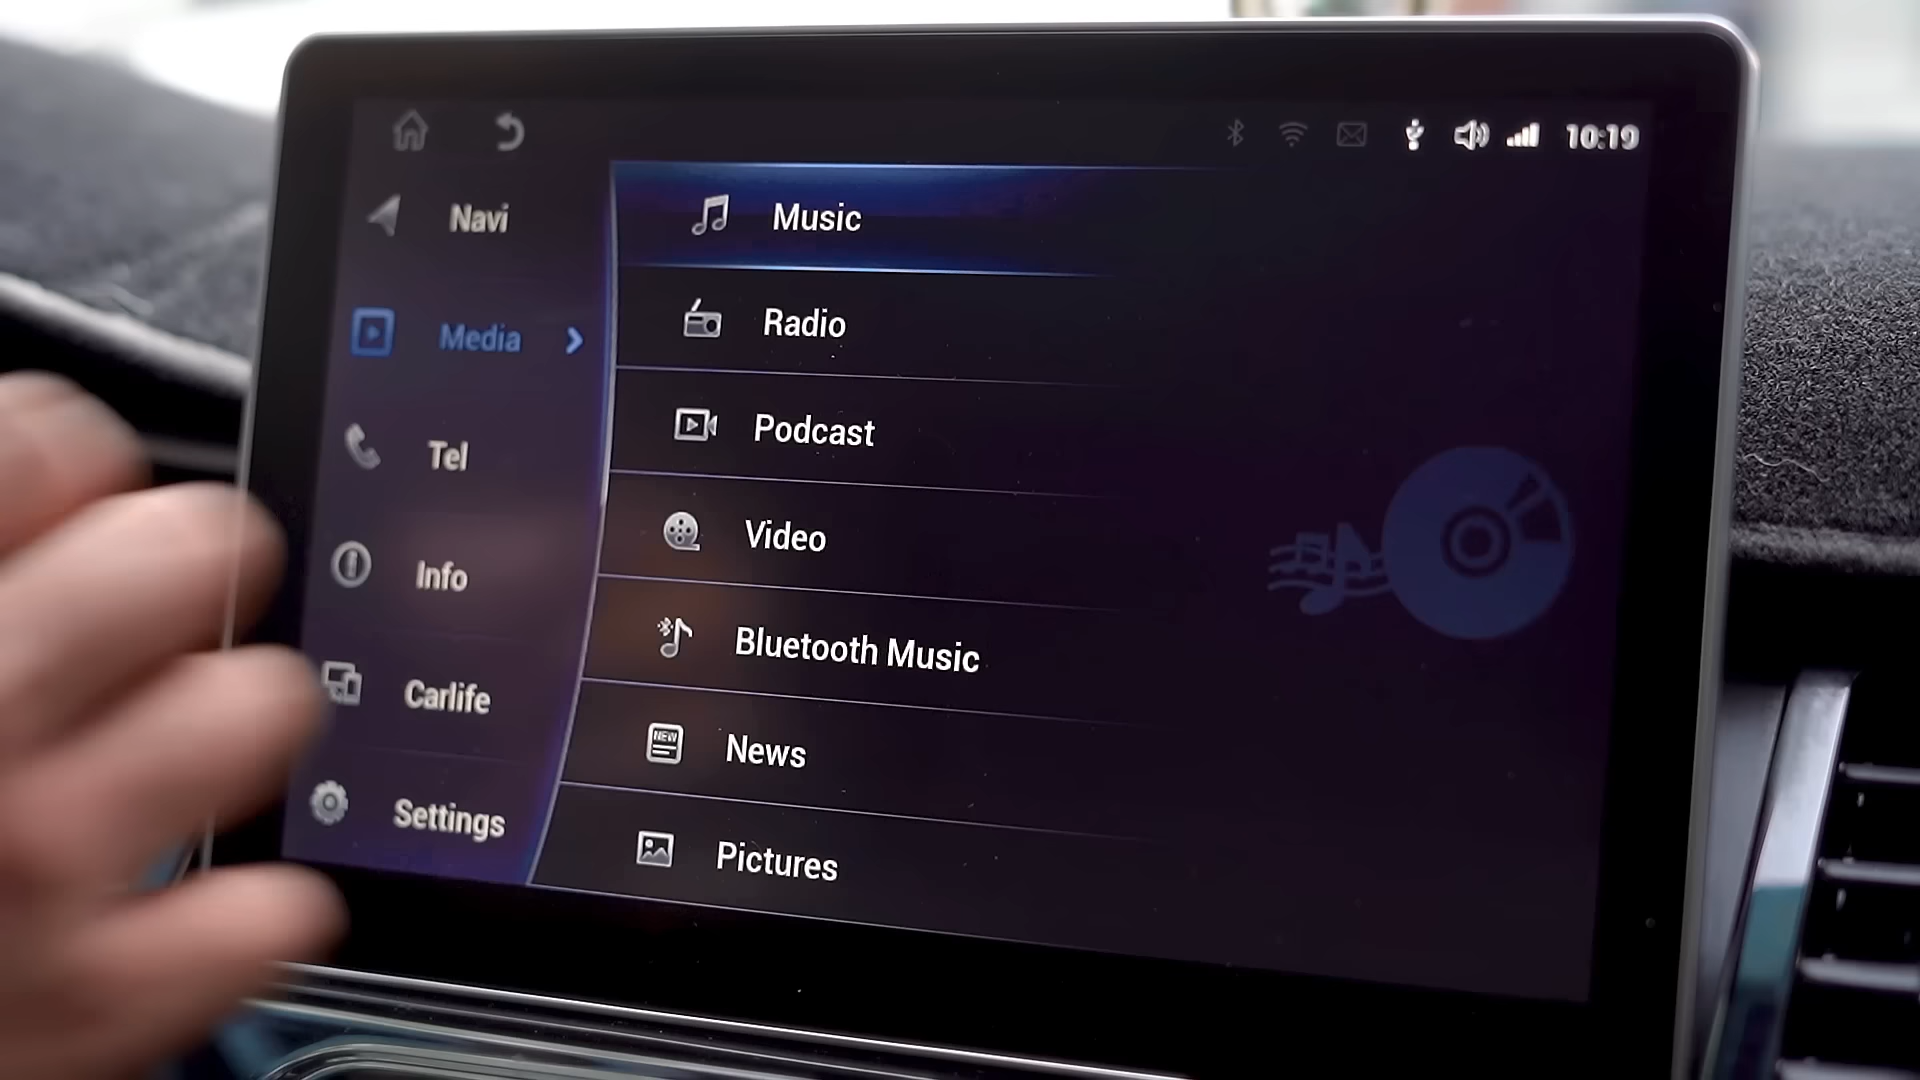 10:19
Navi
Media
Tel
Info
Carlife
Settings
Music
Radio
Podcast
Video
Bluetooth Music
NEW
News
Pictures